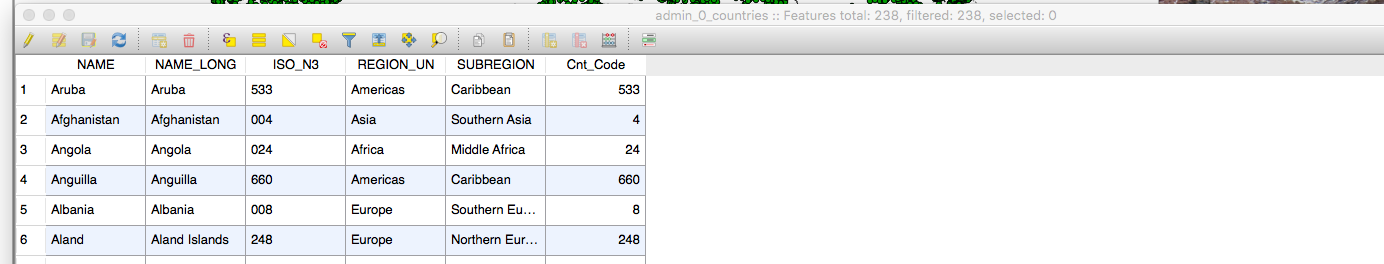 admin_0_countries :: Features total: 238, filtered: 238, selected: 0
NAME NAME_LONG ISO_N3 REGION_UN SUBREGION Cnt_Code
1 Aruba Aruba 533 Americas Caribbean 533
2 Afghanistan Afghanistan 004 Asia Southern Asia 4
3 Angola Angola 024 Africa Middle Africa 24
4 Anguilla Anguilla 660 Americas Caribbean 660
5 Albania Albania 008 Europe Southern Eu… 8
6 Aland Aland Islands 248 Europe Northern Eur… 248